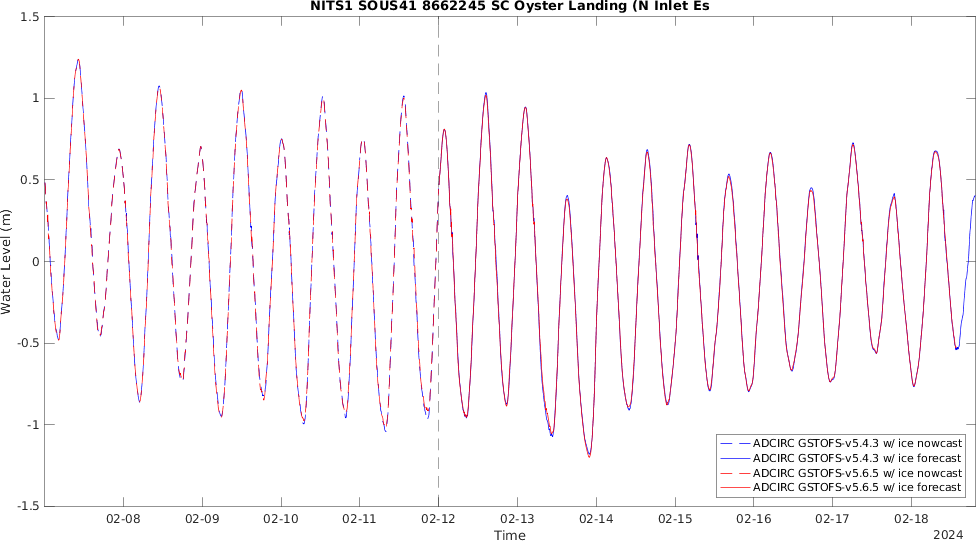 NITS1 SOUS41 8662245 SC Oyster Landing (N Inlet Es
1.5
1
0.5
0
-0.5
-1
-1.5
Water Level (m)
ADCIRC GSTOFS-v5.4.3 w/ ice nowcast
ADCIRC GSTOFS-v5.4.3 w/ ice forecast
ADCIRC GSTOFS-v5.6.5 w/ ice nowcast
ADCIRC GSTOFS-v5.6.5 w/ ice forecast
02-08 02-09 02-10 02-11 02-12 02-13 02-14 02-15 02-16 02-17 02-18
Time
2024